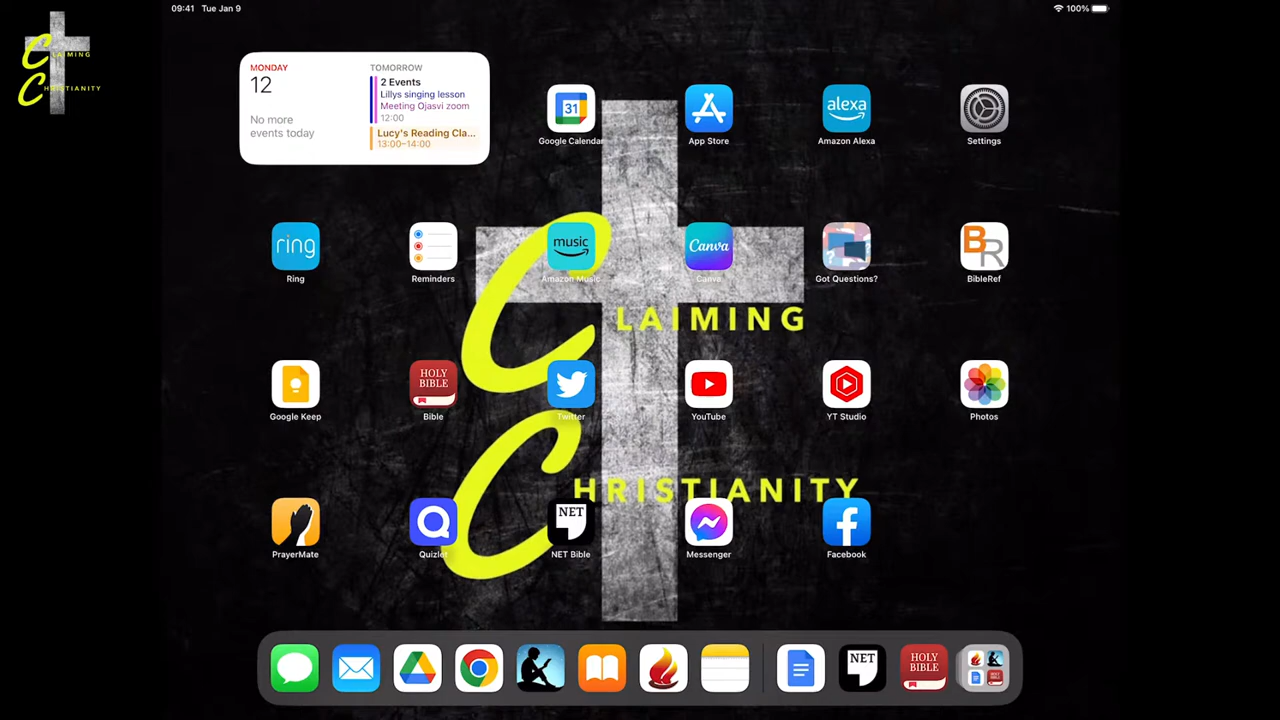 09:41 Tue Jan 9
100%
C LAIMING
C HRISTIANITY
MONDAY
12
No more
events today
TOMORROW
2 Events
Lillys singing lesson
Meeting Ojasvi zoom
12:00
Lucy's Reading Cla...
13:00–14:00
31
Google Calendar
App Store
alexa
Amazon Alexa
Settings
ring
Ring
Reminders
music
Amazon Music
Canva
Canva
Got Questions?
BR
BibleRef
C LAIMING
Google Keep
HOLY
BIBLE
Bible
Twitter
YouTube
YT Studio
Photos
C HRISTIANITY
PrayerMate
Quizlet
NET
NET Bible
Messenger
Facebook
NET
HOLY
BIBLE